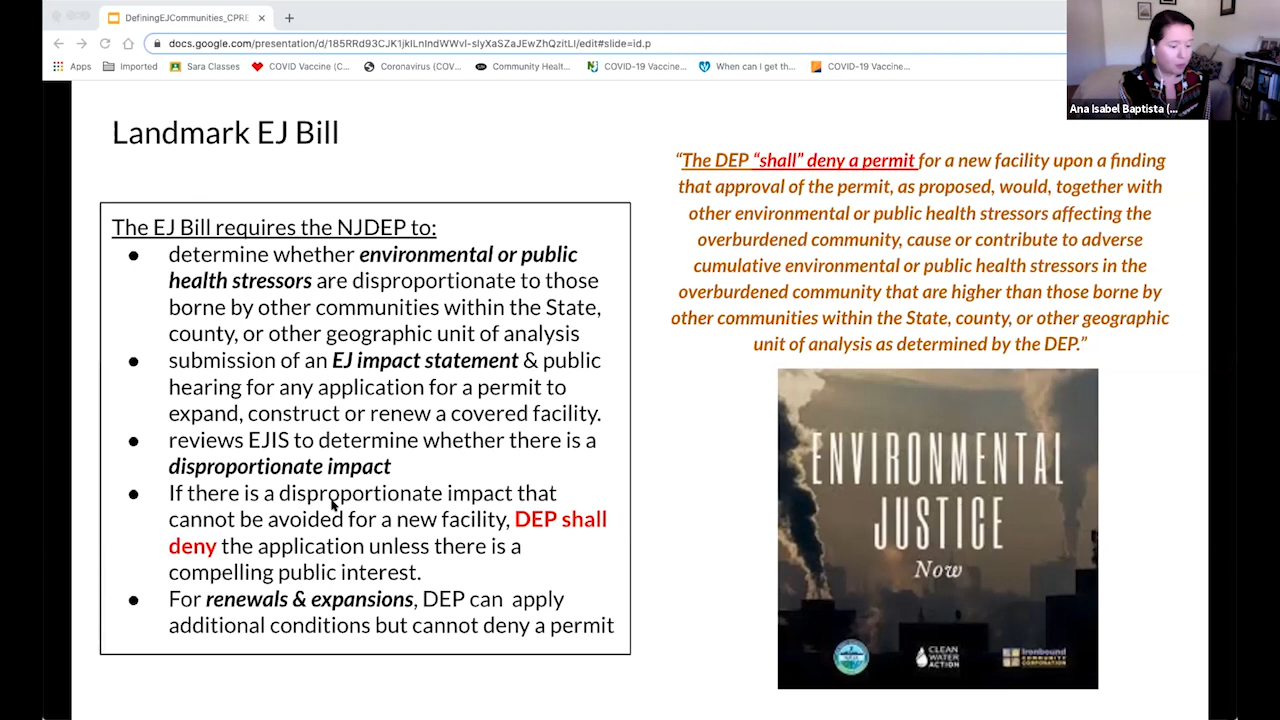 DefiningEJCommunities_CPRE
docs.google.com/presentation/d/185RRd93CJK1jkILnIndWWvI-slyXaSZaJEwZhQzitLI/edit#slide=id.p
Apps Imported Sara Classes COVID Vaccine (C... Coronavirus (COV... Community Healt... COVID-19 Vaccine... When can I get th... COVID-19 Vaccine...
Ana Isabel Baptista (...
Landmark EJ Bill
The EJ Bill requires the NJDEP to:
● determine whether environmental or public
health stressors are disproportionate to those
borne by other communities within the State,
county, or other geographic unit of analysis
● submission of an EJ impact statement & public
hearing for any application for a permit to
expand, construct or renew a covered facility.
● reviews EJIS to determine whether there is a
disproportionate impact
● If there is a disproportionate impact that
cannot be avoided for a new facility, DEP shall
deny the application unless there is a
compelling public interest.
● For renewals & expansions, DEP can apply
additional conditions but cannot deny a permit
“The DEP “shall” deny a permit for a new facility upon a finding
that approval of the permit, as proposed, would, together with
other environmental or public health stressors affecting the
overburdened community, cause or contribute to adverse
cumulative environmental or public health stressors in the
overburdened community that are higher than those borne by
other communities within the State, county, or other geographic
unit of analysis as determined by the DEP.”
ENVIRONMENTAL
JUSTICE
Now
CLEAN
WATER
ACTION
Ironbound
COMMUNITY
CORPORATION